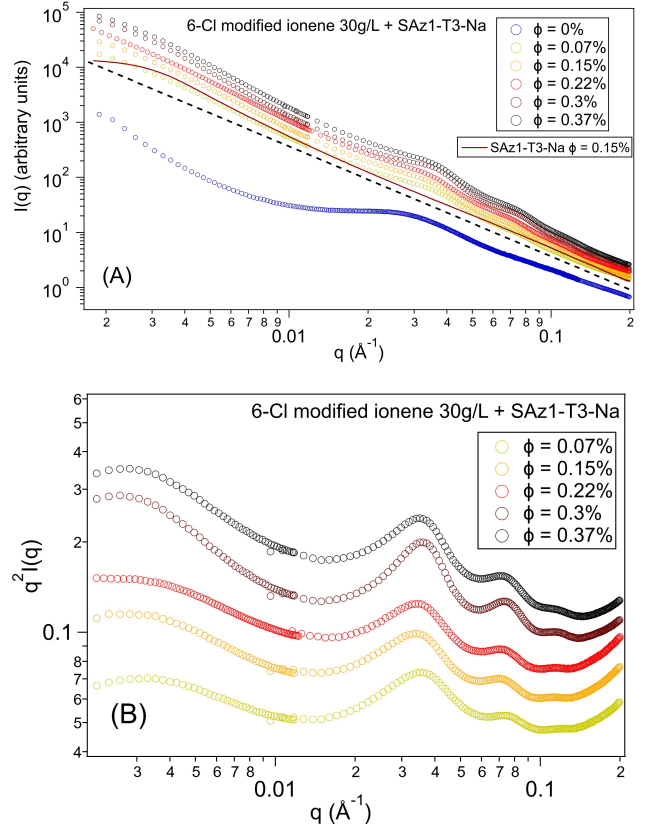 6-Cl modified ionene 30g/L + SAz1-T3-Na
ϕ = 0%
ϕ = 0.07%
ϕ = 0.15%
ϕ = 0.22%
ϕ = 0.3%
ϕ = 0.37%
SAz1-T3-Na ϕ = 0.15%
I(q) (arbitrary units)
10^5
10^4
10^3
10^2
10^1
10^0
(A)
2 3 4 5 6 7 8 9 2 3 4 5 6 7 8 9 2
0.01 0.1
q (Å^-1)
6-Cl modified ionene 30g/L + SAz1-T3-Na
ϕ = 0.07%
ϕ = 0.15%
ϕ = 0.22%
ϕ = 0.3%
ϕ = 0.37%
q^2I(q)
6
5
4
3
2
0.1
8
7
6
5
4
(B)
3 4 5 6 7 8 2 3 4 5 6 7 8 2
0.01 0.1
q (Å^-1)